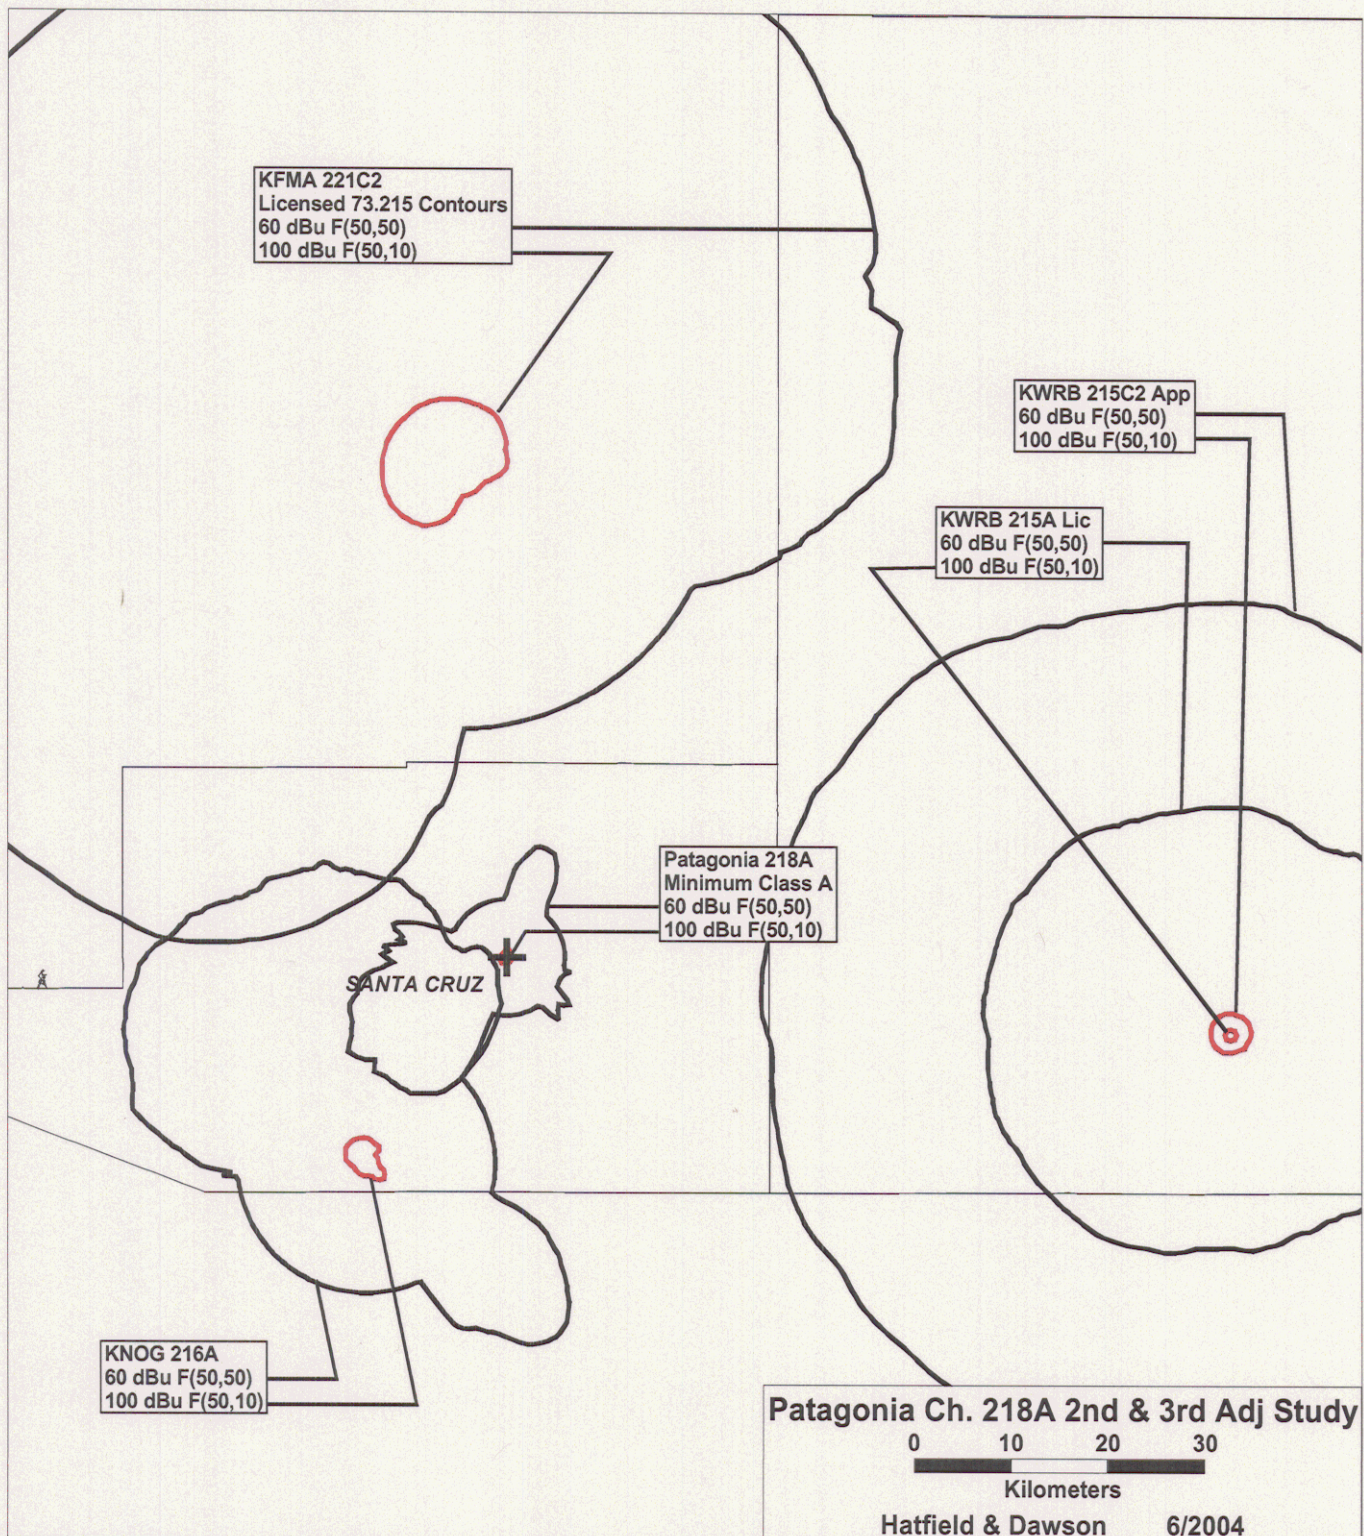 KFMA 221C2
Licensed 73.215 Contours
60 dBu F(50,50)
100 dBu F(50,10)
KWRB 215C2 App
60 dBu F(50,50)
100 dBu F(50,10)
KWRB 215A Lic
60 dBu F(50,50)
100 dBu F(50,10)
Patagonia 218A
Minimum Class A
60 dBu F(50,50)
100 dBu F(50,10)
SANTA CRUZ
KNOG 216A
60 dBu F(50,50)
100 dBu F(50,10)
Patagonia Ch. 218A 2nd & 3rd Adj Study
0 10 20 30
Kilometers
Hatfield & Dawson 6/2004